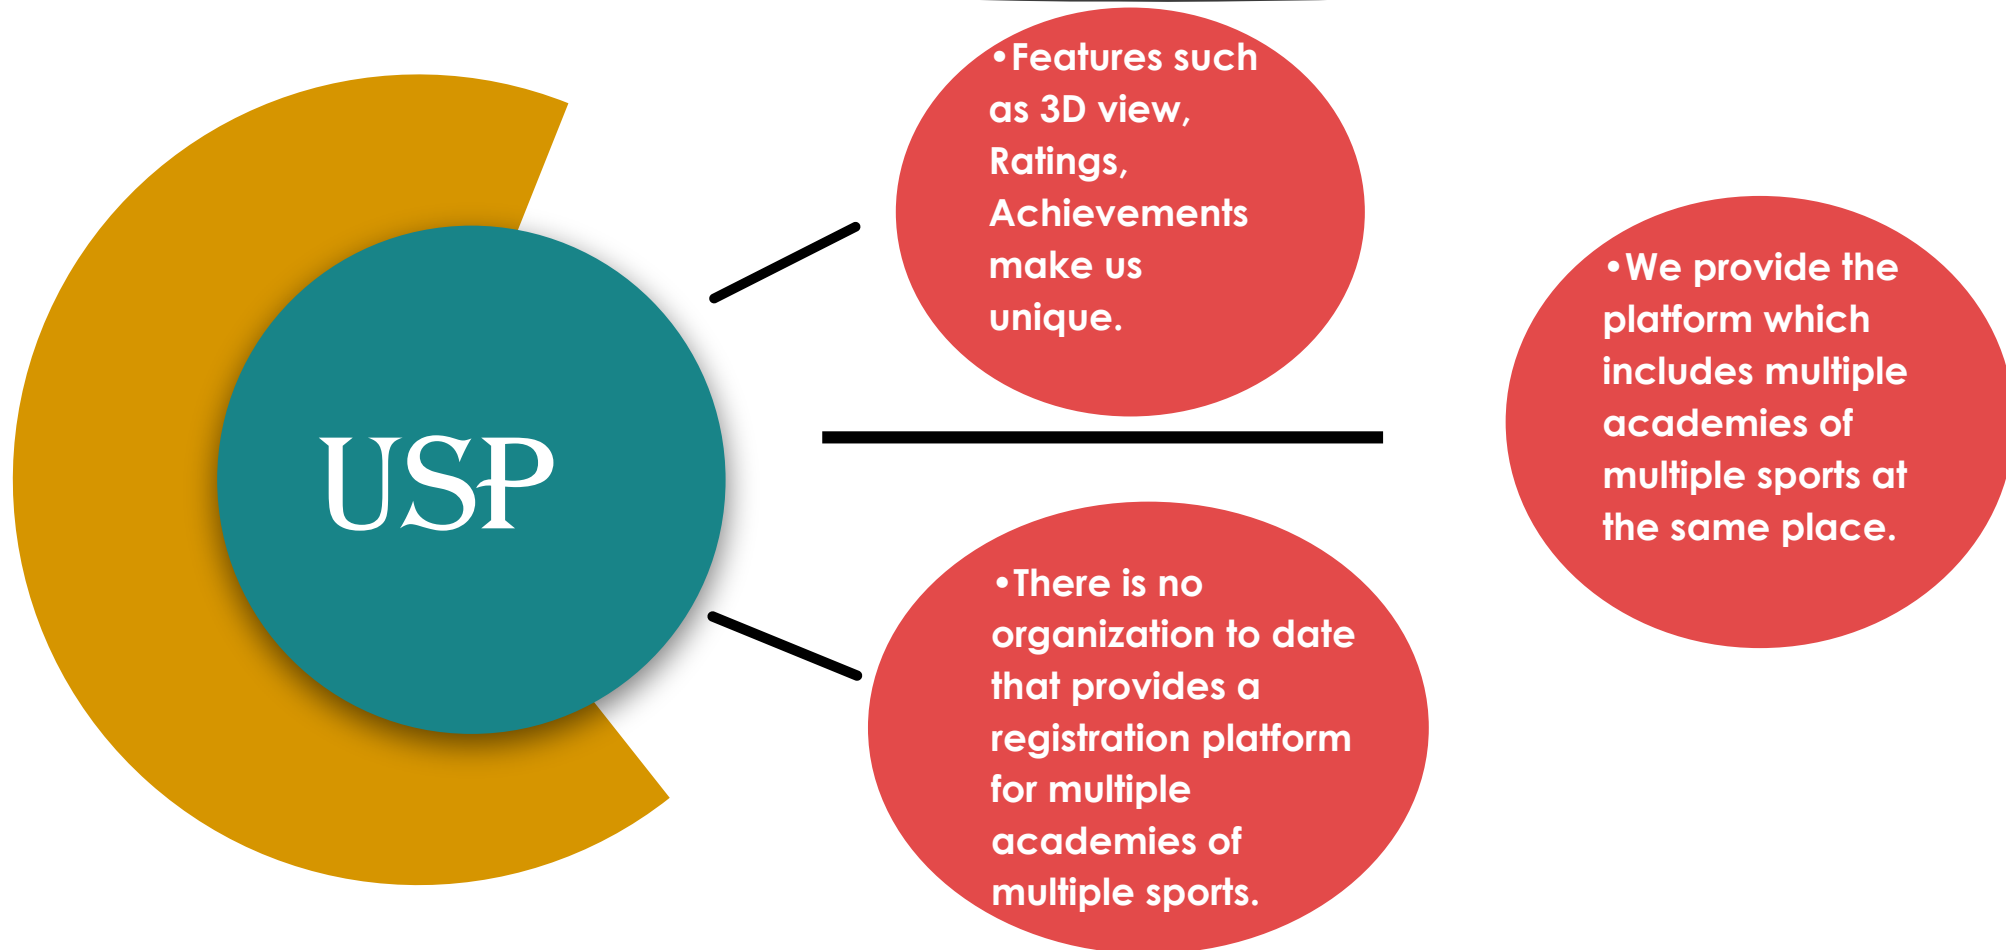 USP
•Features such
as 3D view,
Ratings,
Achievements
make us
unique.
•We provide the
platform which
includes multiple
academies of
multiple sports at
the same place.
•There is no
organization to date
that provides a
registration platform
for multiple
academies of
multiple sports.